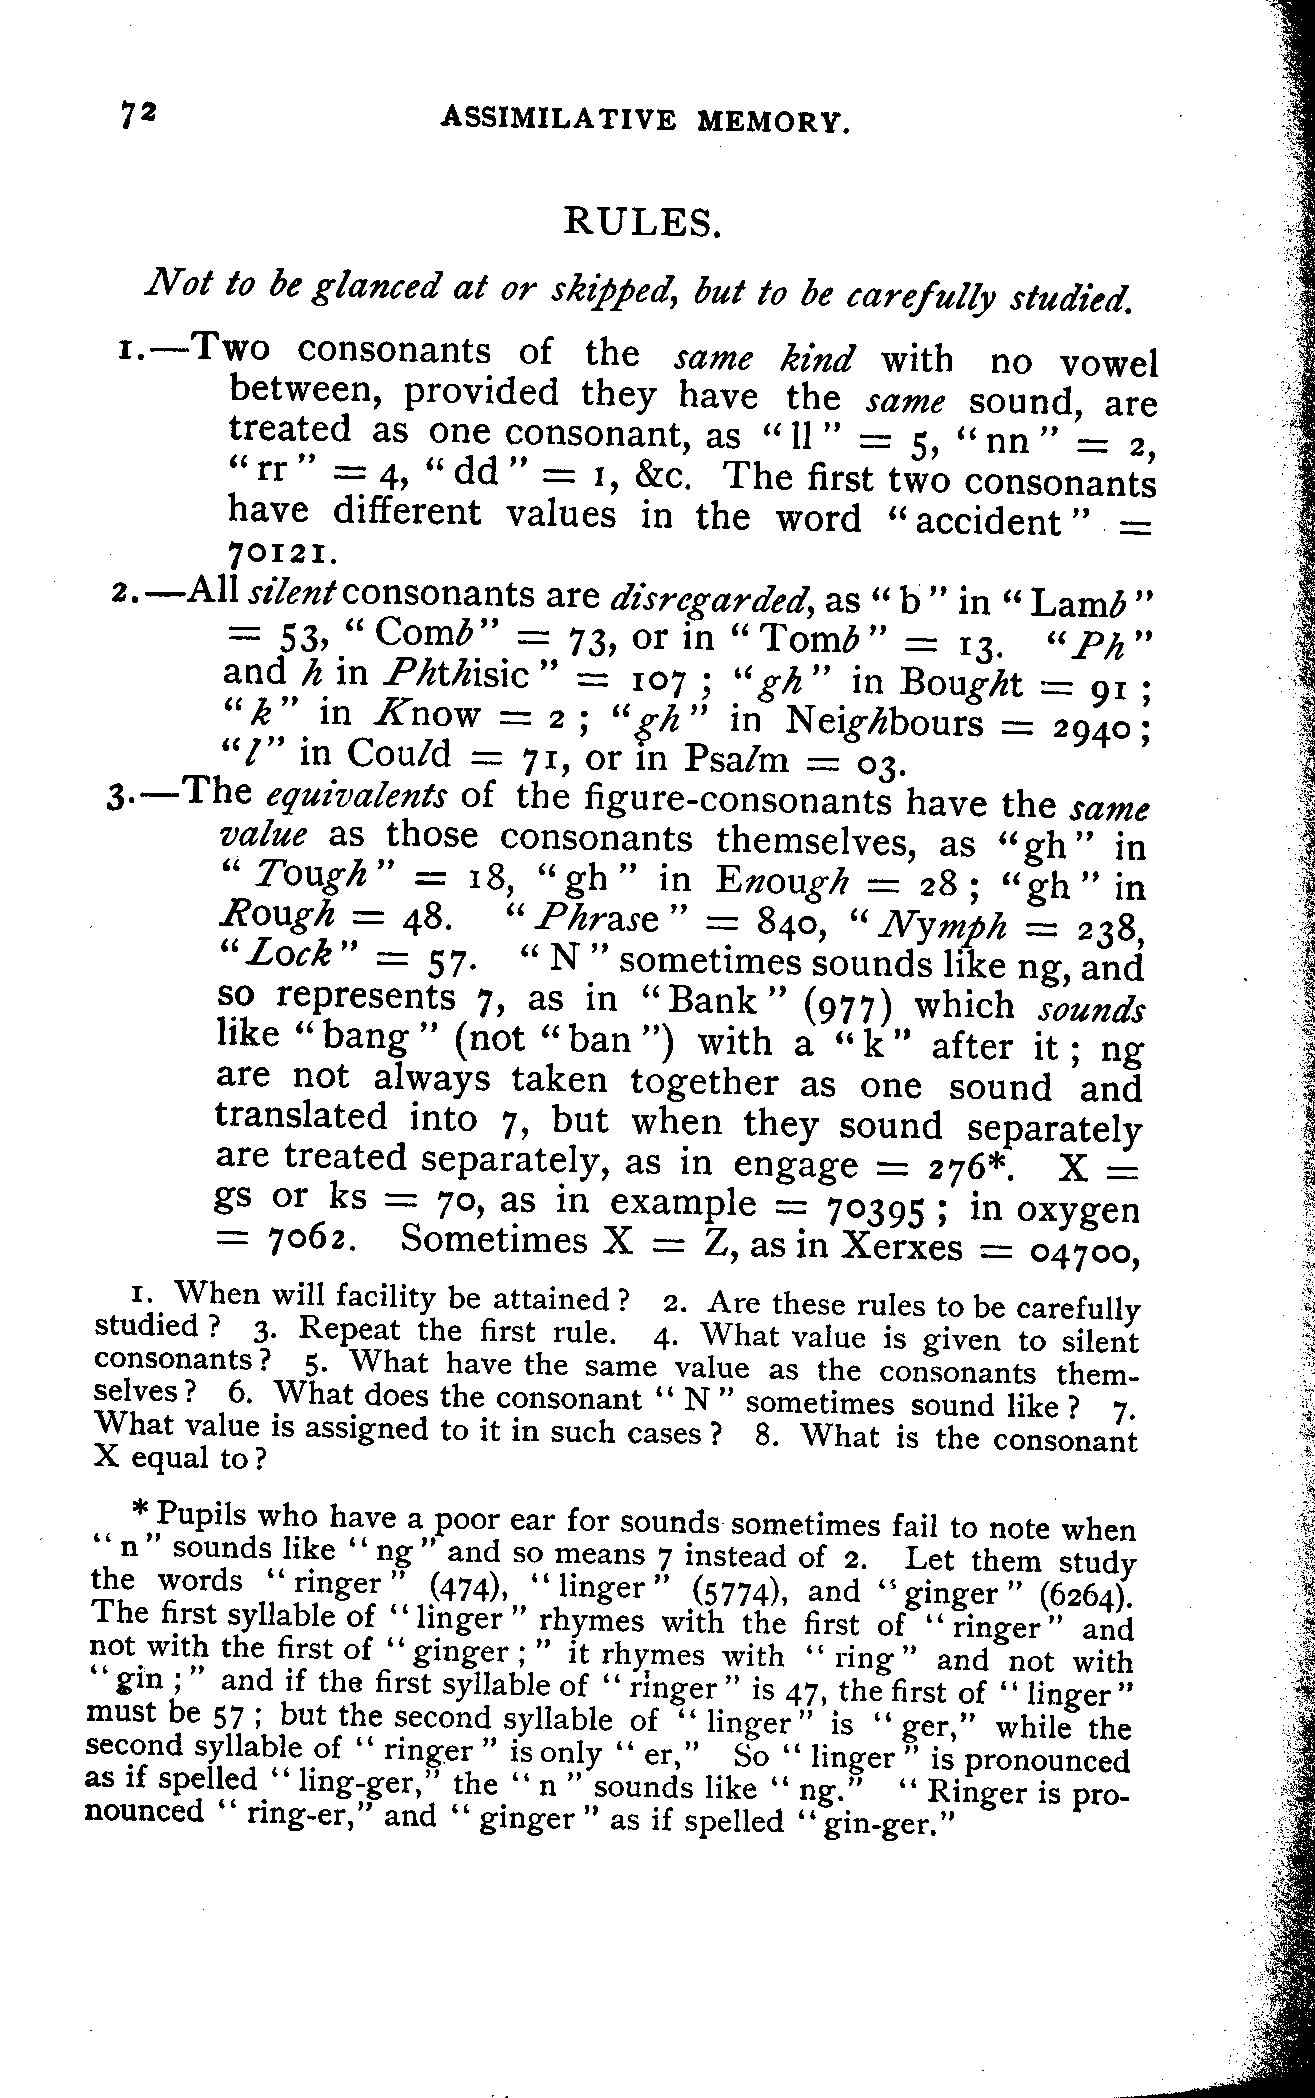 72 ASSIMILATIVE MEMORY.
RULES.
Not to be glanced at or skipped, but to be carefully studied.
1.—Two consonants of the same kind with no vowel
between, provided they have the same sound, are
treated as one consonant, as “ll” = 5, “nn” = 2,
“rr” = 4, “dd” = 1, &c. The first two consonants
have different values in the word “accident” =
70121.
2.—All silent consonants are disregarded, as “b” in “Lamb”
= 53, “Comb” = 73, or in “Tomb” = 13. “Ph”
and h in Phthisic” = 107; “gh” in Bought = 91;
“k” in Know = 2; “gh” in Neighbours = 2940;
“l” in Could = 71, or in Psalm = 03.
3.—The equivalents of the figure-consonants have the same
value as those consonants themselves, as “gh” in
“Tough” = 18, “gh” in Enough = 28; “gh” in
Rough = 48. “Phrase” = 840, “Nymph = 238,
“Lock” = 57. “N” sometimes sounds like ng, and
so represents 7, as in “Bank” (977) which sounds
like “bang” (not “ban”) with a “k” after it; ng
are not always taken together as one sound and
translated into 7, but when they sound separately
are treated separately, as in engage = 276*. X =
gs or ks = 70, as in example = 70395; in oxygen
= 7062. Sometimes X = Z, as in Xerxes = 04700,
1. When will facility be attained? 2. Are these rules to be carefully
studied? 3. Repeat the first rule. 4. What value is given to silent
consonants? 5. What have the same value as the consonants them-
selves? 6. What does the consonant “N” sometimes sound like? 7.
What value is assigned to it in such cases? 8. What is the consonant
X equal to?
* Pupils who have a poor ear for sounds sometimes fail to note when
“n” sounds like “ng” and so means 7 instead of 2. Let them study
the words “ringer” (474), “linger” (5774), and “ginger” (6264).
The first syllable of “linger” rhymes with the first of “ringer” and
not with the first of “ginger;” it rhymes with “ring” and not with
“gin;” and if the first syllable of “ringer” is 47, the first of “linger”
must be 57; but the second syllable of “linger” is “ger,” while the
second syllable of “ringer” is only “er,” So “linger” is pronounced
as if spelled “ling-ger,” the “n” sounds like “ng.” “Ringer is pro-
nounced “ring-er,” and “ginger” as if spelled “gin-ger.”